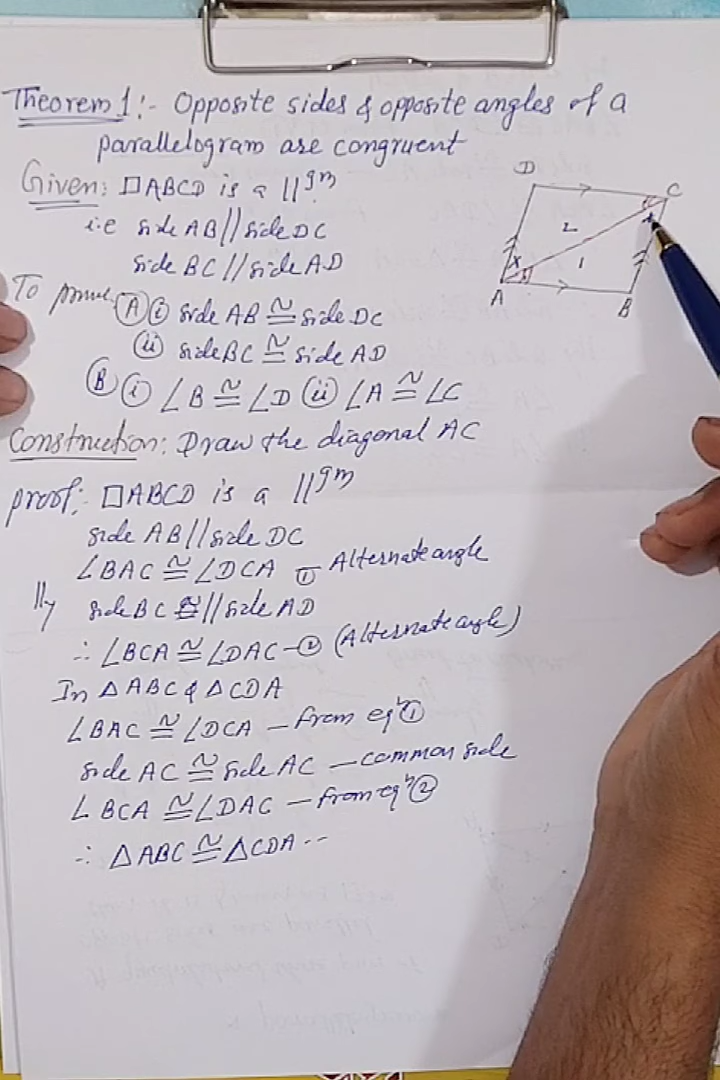 Theorem 1:- Opposite sides & opposite angles of a
parallelogram are congruent
Given: □ABCD is a ||gm
i.e side AB // side DC
side BC // side AD
To prove: Ⓐ ⓘ side AB ≅ side DC
(ii) side BC ≅ side AD
Ⓑ ⓘ ∠B ≅ ∠D (ii) ∠A ≅ ∠C
Construction: Draw the diagonal AC
proof:- □ABCD is a ||gm
side AB // side DC
∠BAC ≅ ∠DCA – ① Alternate angle
||ly side BC // side AD
∴ ∠BCA ≅ ∠DAC – ② (Alternate angle)
In △ABC & △CDA
∠BAC ≅ ∠DCA – from eqn ①
side AC ≅ side AC – common side
∠BCA ≅ ∠DAC – from eqn ②
∴ △ABC ≅ △CDA --
D
C
2
x
x
1
A
B